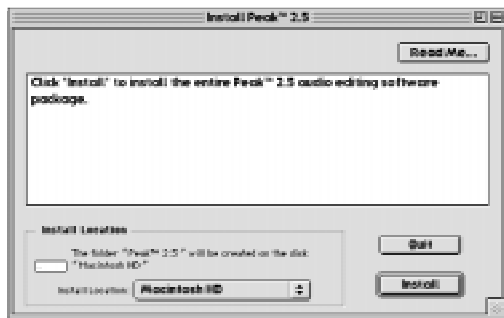 Install Peak™ 2.5
Read Me...
Click "Install" to install the entire Peak™ 2.5 audio editing software
package.
Install Location
The folder "Peak™ 2.5" will be created on the disk
"Macintosh HD"
Quit
Install Location: Macintosh HD
Install